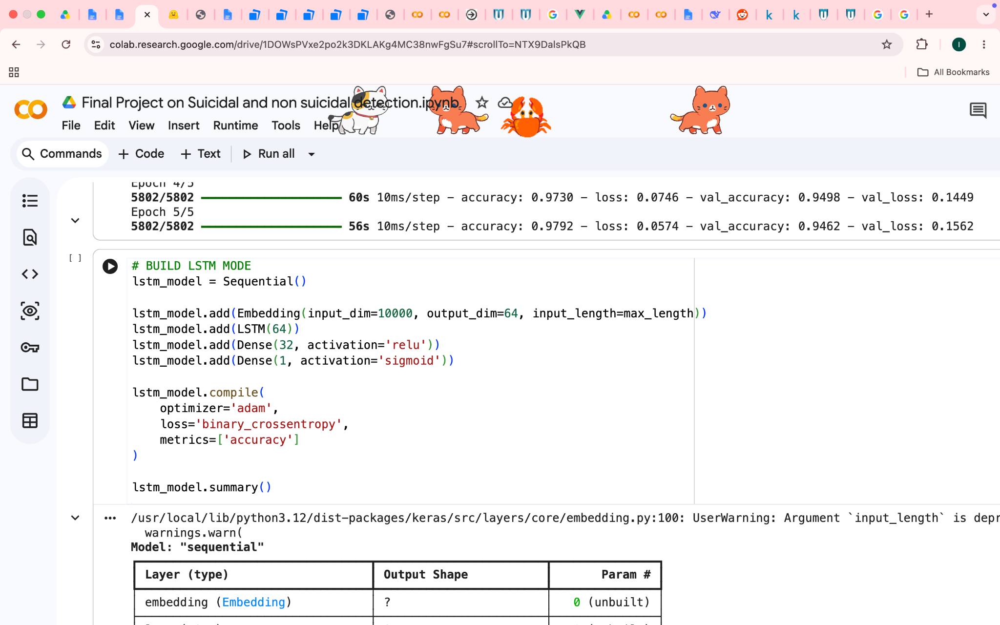 colab.research.google.com/drive/1DOWsPVxe2po2k3DKLAKg4MC38nwFgSu7#scrollTo=NTX9DaIsPkQB
I
All Bookmarks
Final Project on Suicidal and non suicidal detection.ipynb
File Edit View Insert Runtime Tools Help
Commands + Code + Text Run all
Epoch 4/5
5802/5802 60s 10ms/step - accuracy: 0.9730 - loss: 0.0746 - val_accuracy: 0.9498 - val_loss: 0.1449
Epoch 5/5
5802/5802 56s 10ms/step - accuracy: 0.9792 - loss: 0.0574 - val_accuracy: 0.9462 - val_loss: 0.1562
[ ]
# BUILD LSTM MODE
lstm_model = Sequential()
lstm_model.add(Embedding(input_dim=10000, output_dim=64, input_length=max_length))
lstm_model.add(LSTM(64))
lstm_model.add(Dense(32, activation='relu'))
lstm_model.add(Dense(1, activation='sigmoid'))
lstm_model.compile(
optimizer='adam',
loss='binary_crossentropy',
metrics=['accuracy']
)
lstm_model.summary()
/usr/local/lib/python3.12/dist-packages/keras/src/layers/core/embedding.py:100: UserWarning: Argument `input_length` is depr
warnings.warn(
Model: "sequential"
Layer (type) Output Shape Param #
embedding (Embedding) ? 0 (unbuilt)